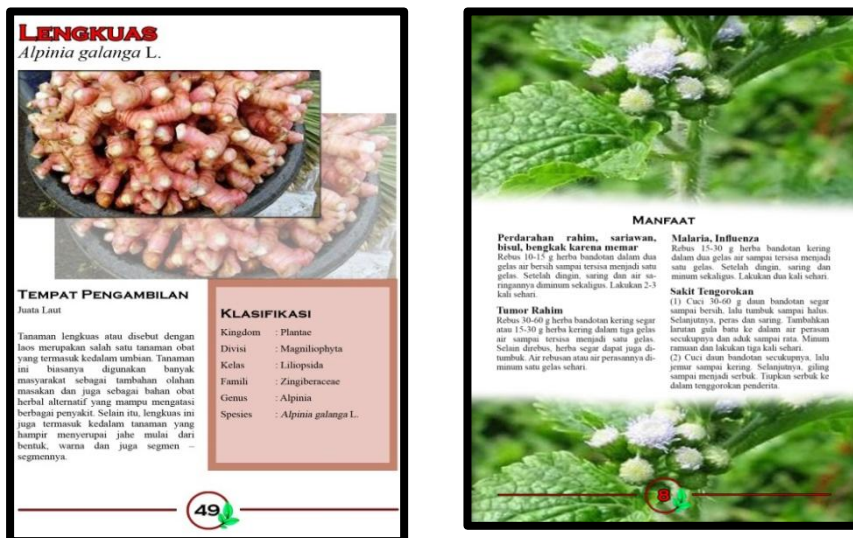 LENGKUAS
Alpinia galanga L.
TEMPAT PENGAMBILAN
Juata Laut
Tanaman lengkuas atau disebut dengan
laos merupakan salah satu tanaman obat
yang termasuk kedalam umbian. Tanaman
ini biasanya digunakan banyak
masyarakat sebagai tambahan olahan
masakan dan juga sebagai bahan obat
herbal alternatif yang mampu mengatasi
berbagai penyakit. Selain itu, lengkuas ini
juga termasuk kedalam tanaman yang
hampir menyerupai jahe mulai dari
bentuk, warna dan juga segmen –
segmennya.
KLASIFIKASI
Kingdom : Plantae
Divisi : Magniliophyta
Kelas : Liliopsida
Famili : Zingiberaceae
Genus : Alpinia
Spesies : Alpinia galanga L.
49
MANFAAT
Perdarahan rahim, sariawan,
bisul, bengkak karena memar
Rebus 10-15 g herba bandotan dalam dua
gelas air bersih sampai tersisa menjadi satu
gelas. Setelah dingin, saring dan air sa-
ringannya diminum sekaligus. Lakukan 2-3
kali sehari.
Tumor Rahim
Rebus 30-60 g herba bandotan kering segar
atau 15-30 g herba kering dalam tiga gelas
air sampai tersisa menjadi satu gelas.
Selain direbus, herba segar dapat juga di-
tumbuk. Air rebusan atau air perasannya di-
minum satu gelas sehari.
Malaria, Influenza
Rebus 15-30 g herba bandotan kering
dalam dua gelas air sampai tersisa menjadi
satu gelas. Setelah dingin, saring dan
minum sekaligus. Lakukan dua kali sehari.
Sakit Tengorokan
(1) Cuci 30-60 g daun bandotan segar
sampai bersih, lalu tumbuk sampai halus.
Selanjutnya, peras dan saring. Tambahkan
larutan gula batu ke dalam air perasan
secukupnya dan aduk sampai rata. Minum
ramuan dan lakukan tiga kali sehari.
(2) Cuci daun bandotan secukupnya, lalu
jemur sampai kering. Selanjutnya, giling
sampai menjadi serbuk. Tiupkan serbuk ke
dalam tenggorokan penderita.
8